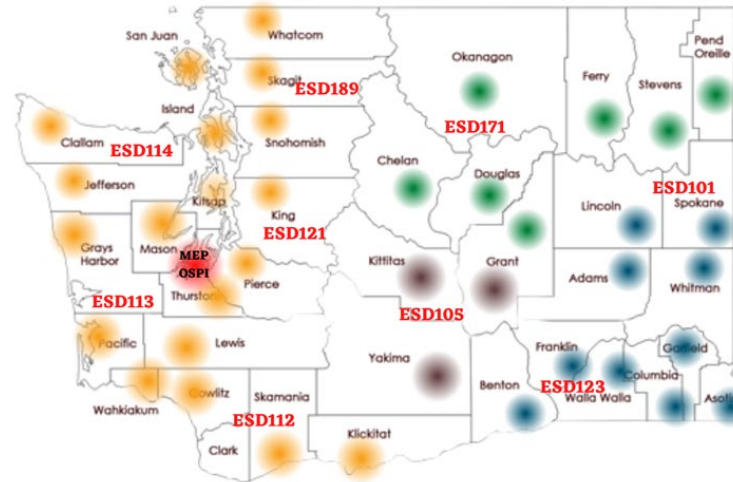 San Juan
Whatcom
Okanagon
Pend
Oreille
Ferry
Stevens
Skagit
ESD189
Island
Snohomish
ESD171
Clallam
ESD114
Chelan
Douglas
ESD101
Jefferson
Kitsap
King
Lincoln
Spokane
ESD121
Grays
Harbor
Mason
MEP
OSPI
Pierce
Kittitas
Grant
Adams
Whitman
Thurston
ESD113
ESD105
Pacific
Lewis
Yakima
Franklin
Garfield
Columbia
Benton
ESD123
Walla Walla
Asotin
Wahkiakum
Cowlitz
Skamania
ESD112
Clark
Klickitat